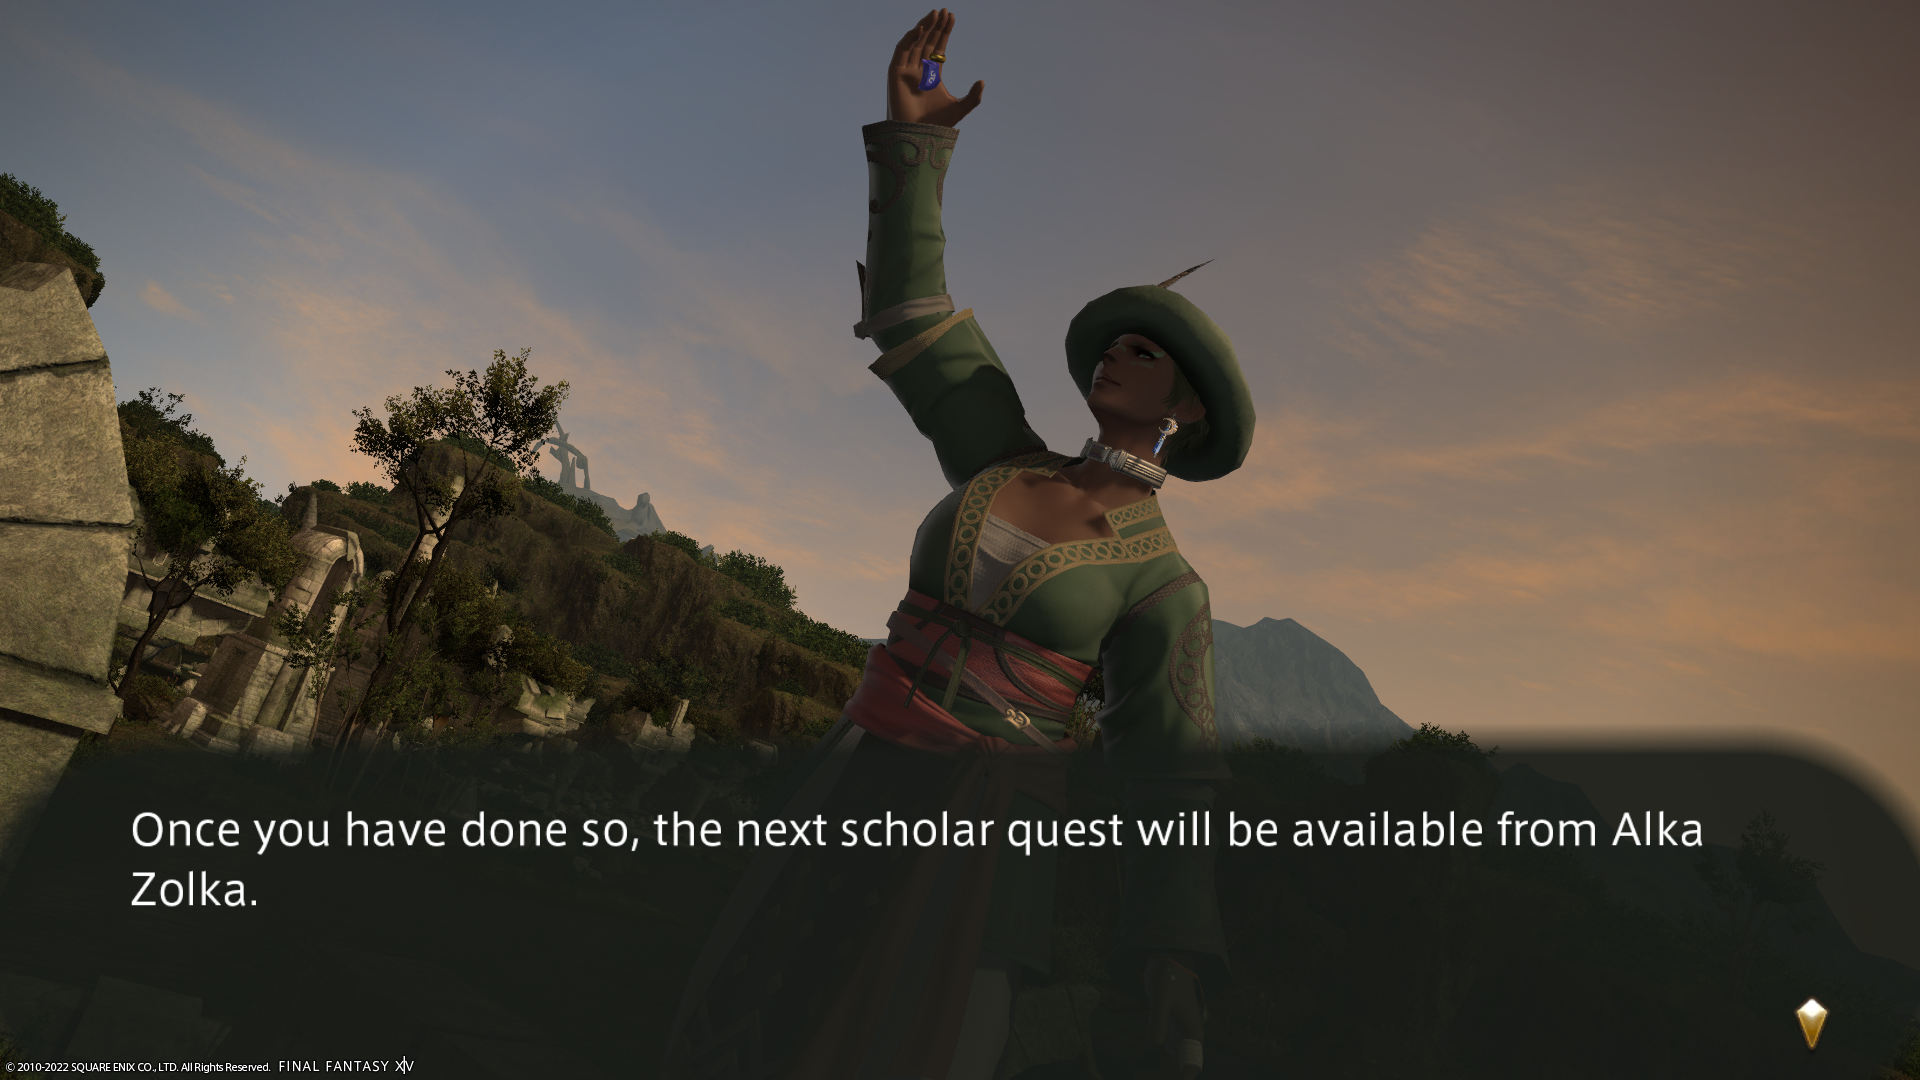 Once you have done so, the next scholar quest will be available from Alka
Zolka.
© 2010-2022 SQUARE ENIX CO., LTD. All Rights Reserved. FINAL FANTASY XIV